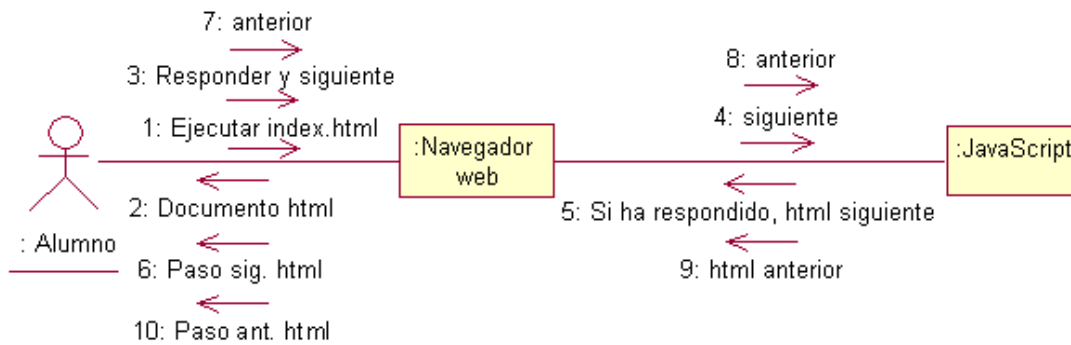 7: anterior
3: Responder y siguiente
1: Ejecutar index.html
: Alumno
2: Documento html
6: Paso sig. html
10: Paso ant. html
:Navegador
web
8: anterior
4: siguiente
5: Si ha respondido, html siguiente
9: html anterior
:JavaScript